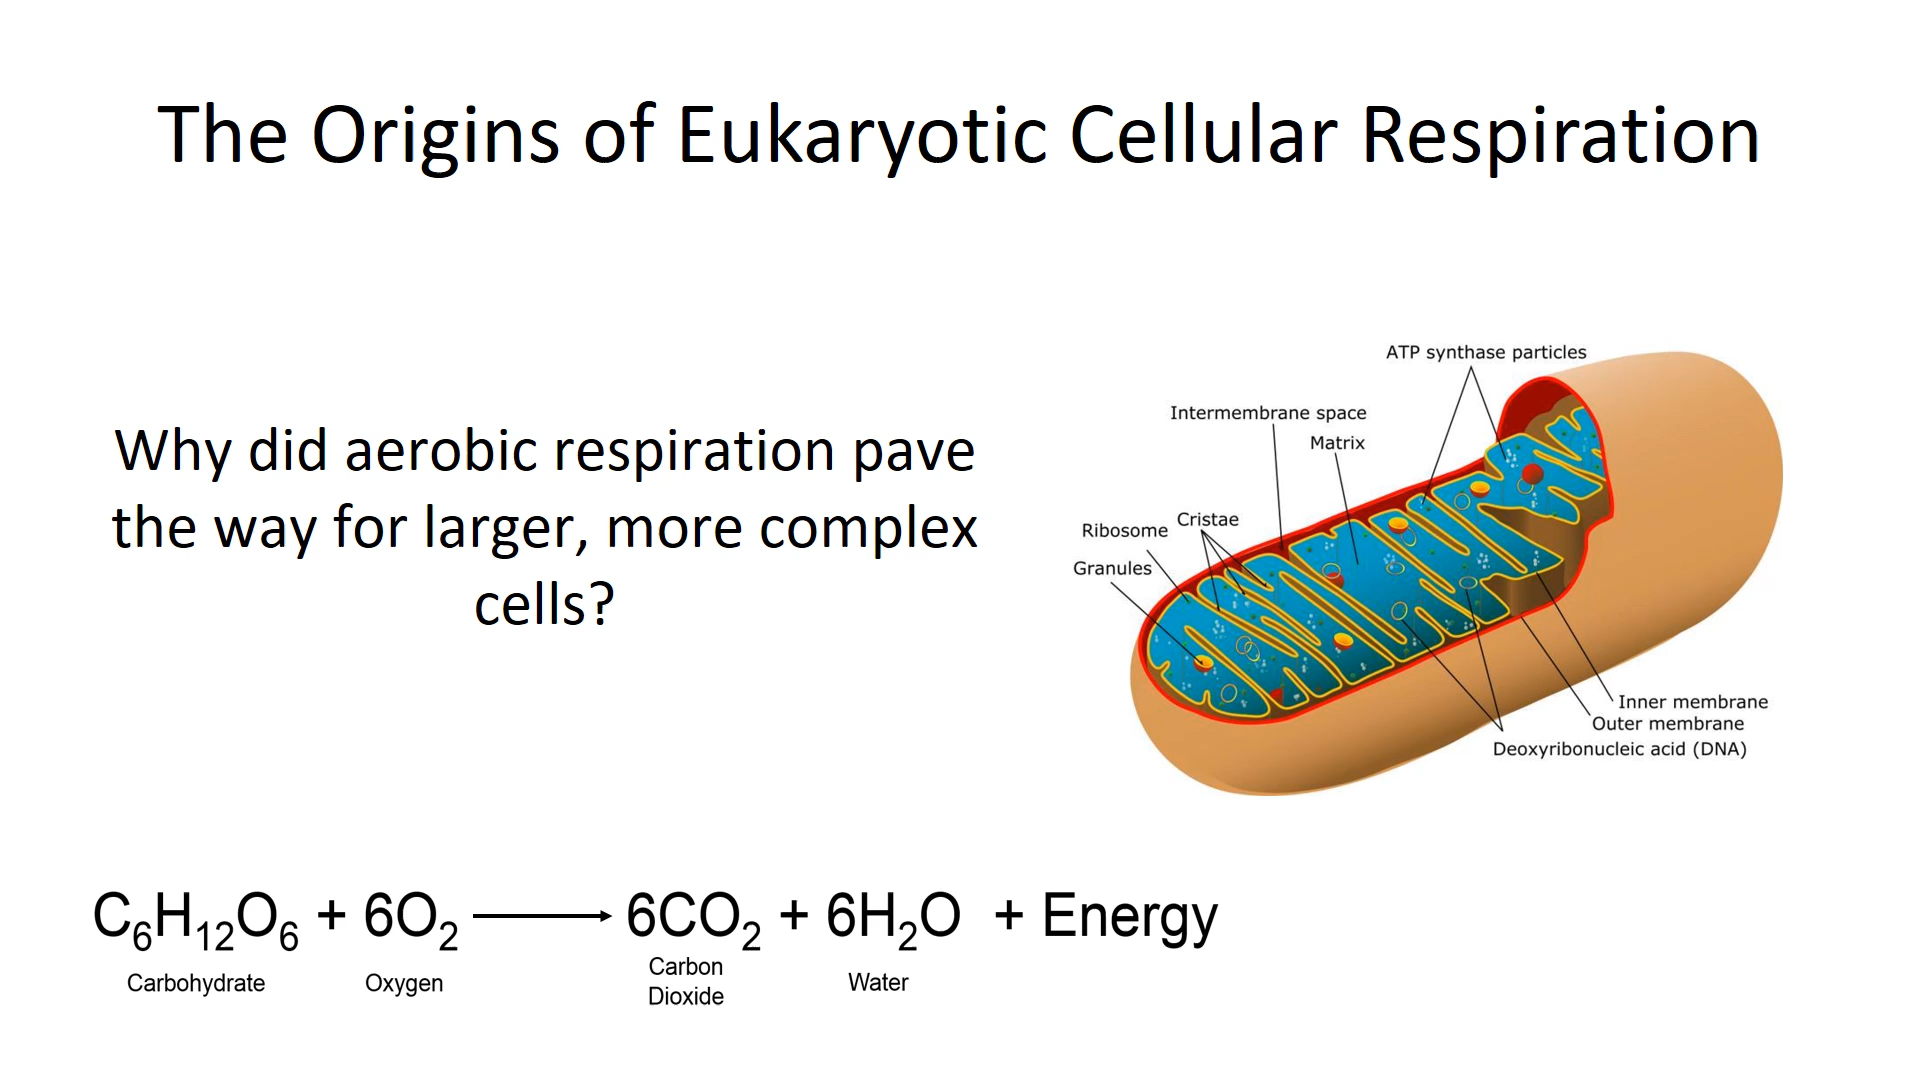 The Origins of Eukaryotic Cellular Respiration
Why did aerobic respiration pave
the way for larger, more complex
cells?
ATP synthase particles
Intermembrane space
Matrix
Cristae
Ribosome
Granules
Inner membrane
Outer membrane
Deoxyribonucleic acid (DNA)
C₆H₁₂O₆ + 6O₂ ⟶ 6CO₂ + 6H₂O + Energy
Carbohydrate Oxygen Carbon Dioxide Water